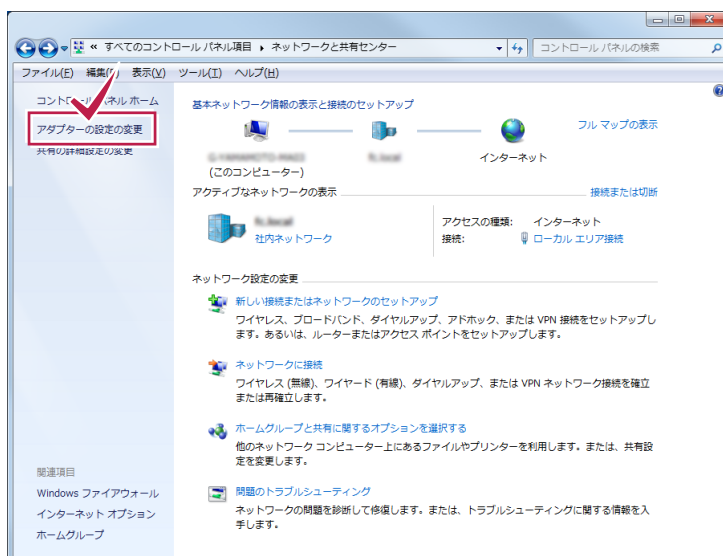 « すべてのコントロール パネル項目 ▸ ネットワークと共有センター
コントロール パネルの検索
ファイル(F) 編集 表示(V) ツール(T) ヘルプ(H)
コントロール パネル ホーム
アダプターの設定の変更
共有の詳細設定の変更
基本ネットワーク情報の表示と接続のセットアップ
フル マップの表示
(このコンピューター)
インターネット
アクティブなネットワークの表示
接続または切断
社内ネットワーク
アクセスの種類: インターネット
接続: ローカル エリア接続
ネットワーク設定の変更
新しい接続またはネットワークのセットアップ
ワイヤレス、ブロードバンド、ダイヤルアップ、アドホック、または VPN 接続をセットアップし
ます。あるいは、ルーターまたはアクセス ポイントをセットアップします。
ネットワークに接続
ワイヤレス (無線)、ワイヤード (有線)、ダイヤルアップ、または VPN ネットワーク接続を確立
または再確立します。
ホームグループと共有に関するオプションを選択する
他のネットワーク コンピューター上にあるファイルやプリンターを利用します。または、共有設
定を変更します。
問題のトラブルシューティング
ネットワークの問題を診断して修復します。または、トラブルシューティングに関する情報を入
手します。
関連項目
Windows ファイアウォール
インターネット オプション
ホームグループ